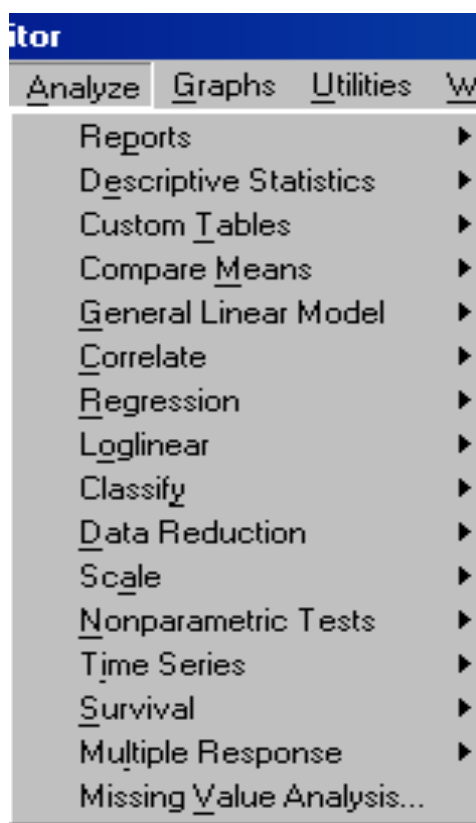 itor
Analyze Graphs Utilities W
Reports
Descriptive Statistics
Custom Tables
Compare Means
General Linear Model
Correlate
Regression
Loglinear
Classify
Data Reduction
Scale
Nonparametric Tests
Time Series
Survival
Multiple Response
Missing Value Analysis...